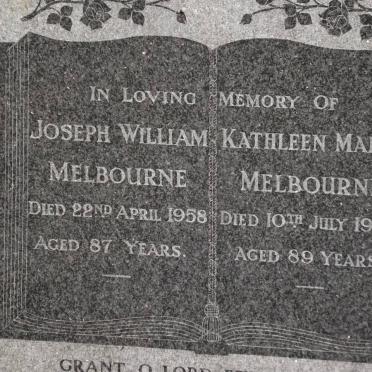 IN LOVING MEMORY OF
JOSEPH WILLIAM
MELBOURNE
DIED 22ND APRIL 1958
AGED 87 YEARS.
KATHLEEN
MELBOURN
DIED 10TH JULY
AGED 89 YEARS
GRANT O LORD